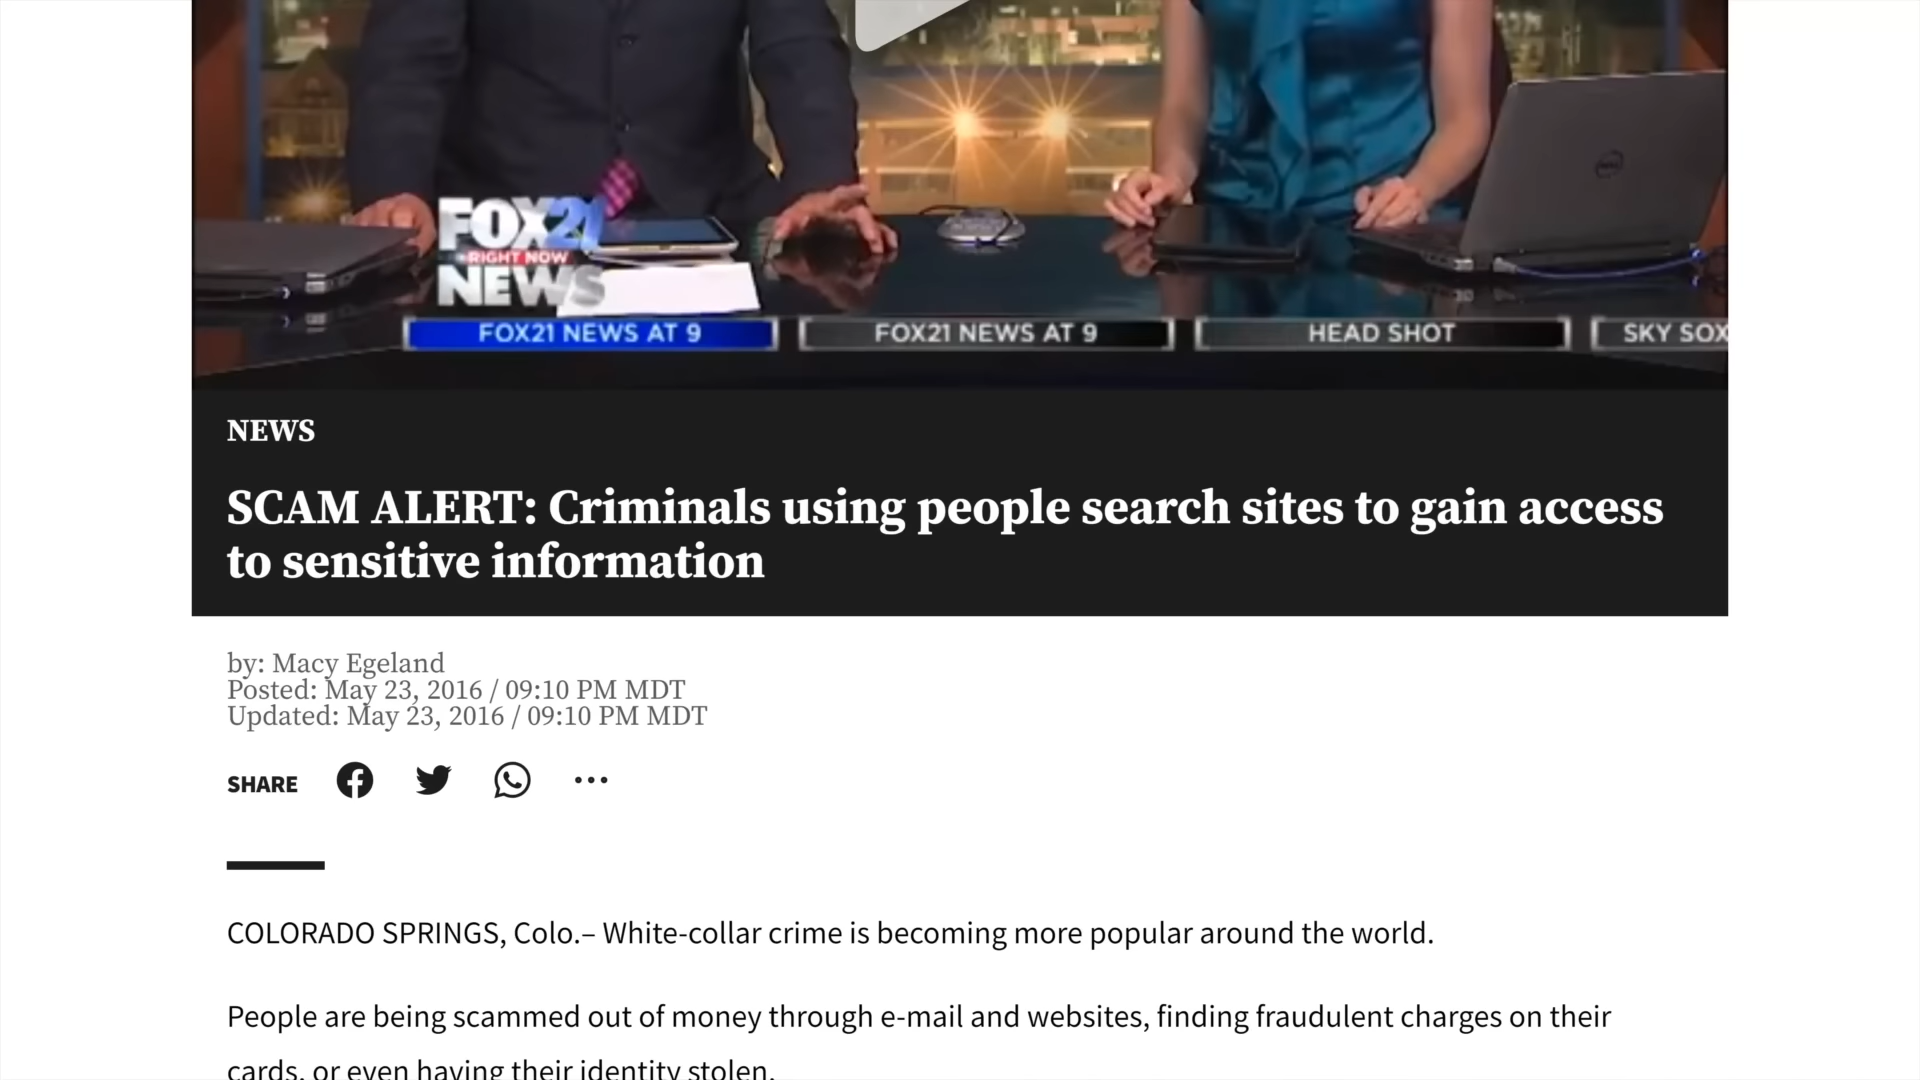 FOX21
RIGHT NOW
NEWS
FOX21 NEWS AT 9
FOX21 NEWS AT 9
HEAD SHOT
SKY SOX
NEWS
SCAM ALERT: Criminals using people search sites to gain access
to sensitive information
by: Macy Egeland
Posted: May 23, 2016 / 09:10 PM MDT
Updated: May 23, 2016 / 09:10 PM MDT
SHARE
COLORADO SPRINGS, Colo.– White-collar crime is becoming more popular around the world.
People are being scammed out of money through e-mail and websites, finding fraudulent charges on their
cards, or even having their identity stolen.